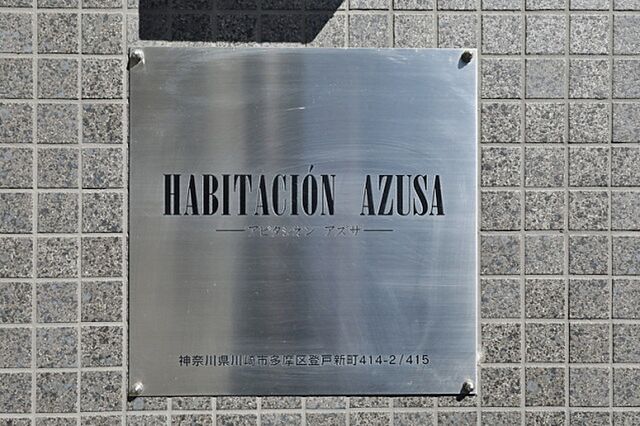 HABITACIÓN AZUSA
アビタシオン アズサ
神奈川県川崎市多摩区登戸新町414-2/415